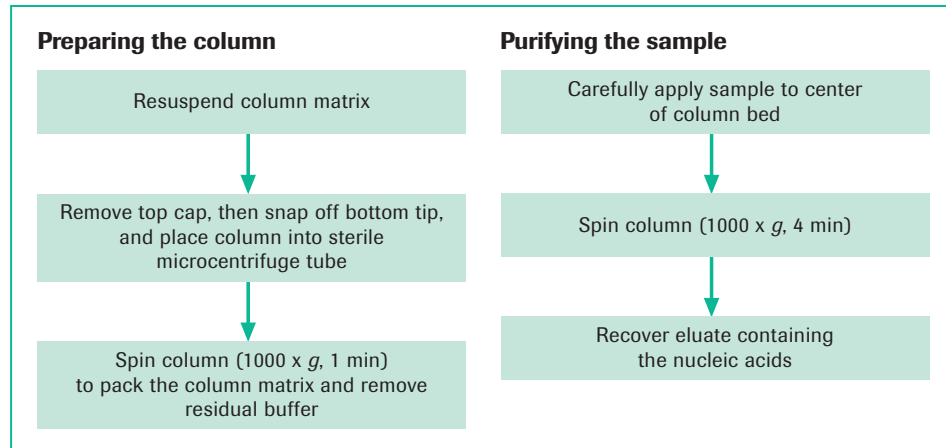 Preparing the column
Resuspend column matrix
Remove top cap, then snap off bottom tip,
and place column into sterile
microcentrifuge tube
Spin column (1000 x g, 1 min)
to pack the column matrix and remove
residual buffer
Purifying the sample
Carefully apply sample to center
of column bed
Spin column (1000 x g, 4 min)
Recover eluate containing
the nucleic acids